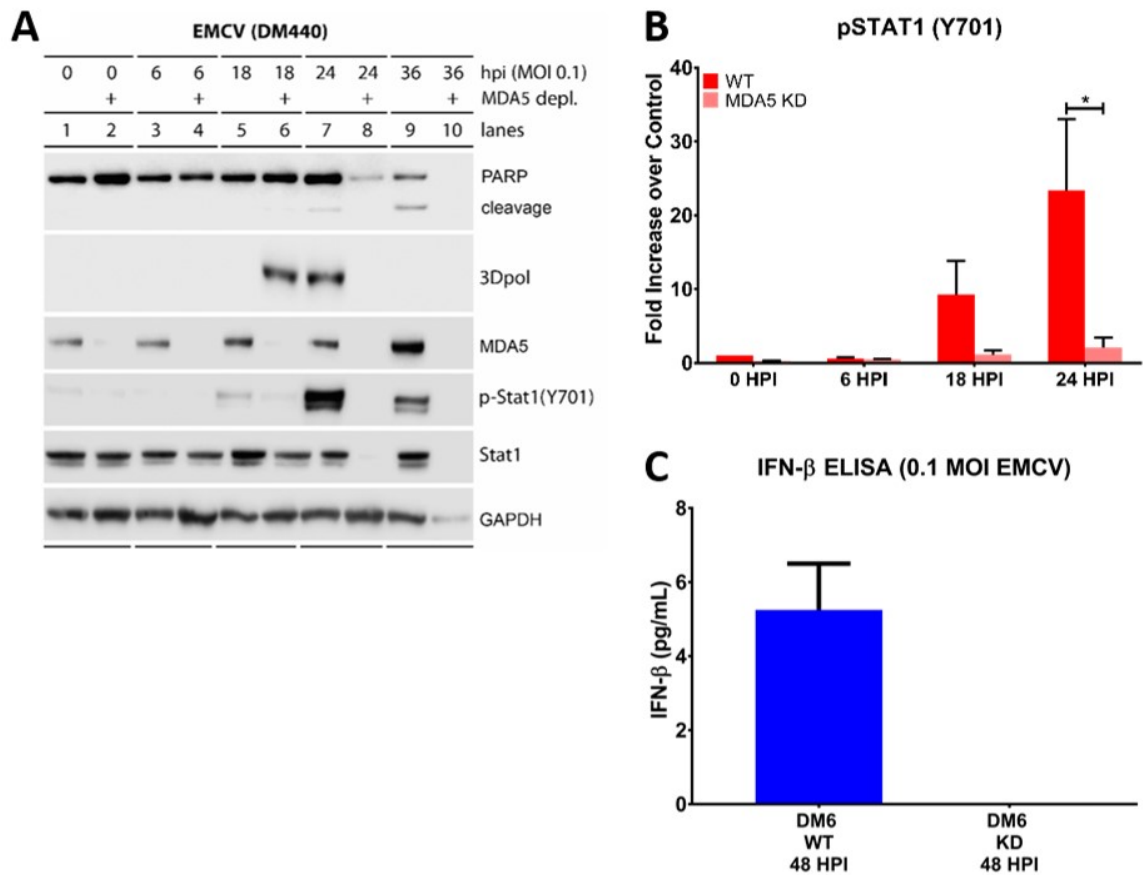 A
EMCV (DM440)
0 0 6 6 18 18 24 24 36 36 hpi (MOI 0.1)
+ + + + + MDA5 depl.
1 2 3 4 5 6 7 8 9 10 lanes
PARP
cleavage
3Dpol
MDA5
p-Stat1(Y701)
Stat1
GAPDH
B
pSTAT1 (Y701)
Fold Increase over Control
40
30
20
10
0
WT
MDA5 KD
*
0 HPI 6 HPI 18 HPI 24 HPI
C
IFN-β ELISA (0.1 MOI EMCV)
IFN-β (pg/mL)
8
6
4
2
0
DM6 DM6
WT KD
48 HPI 48 HPI